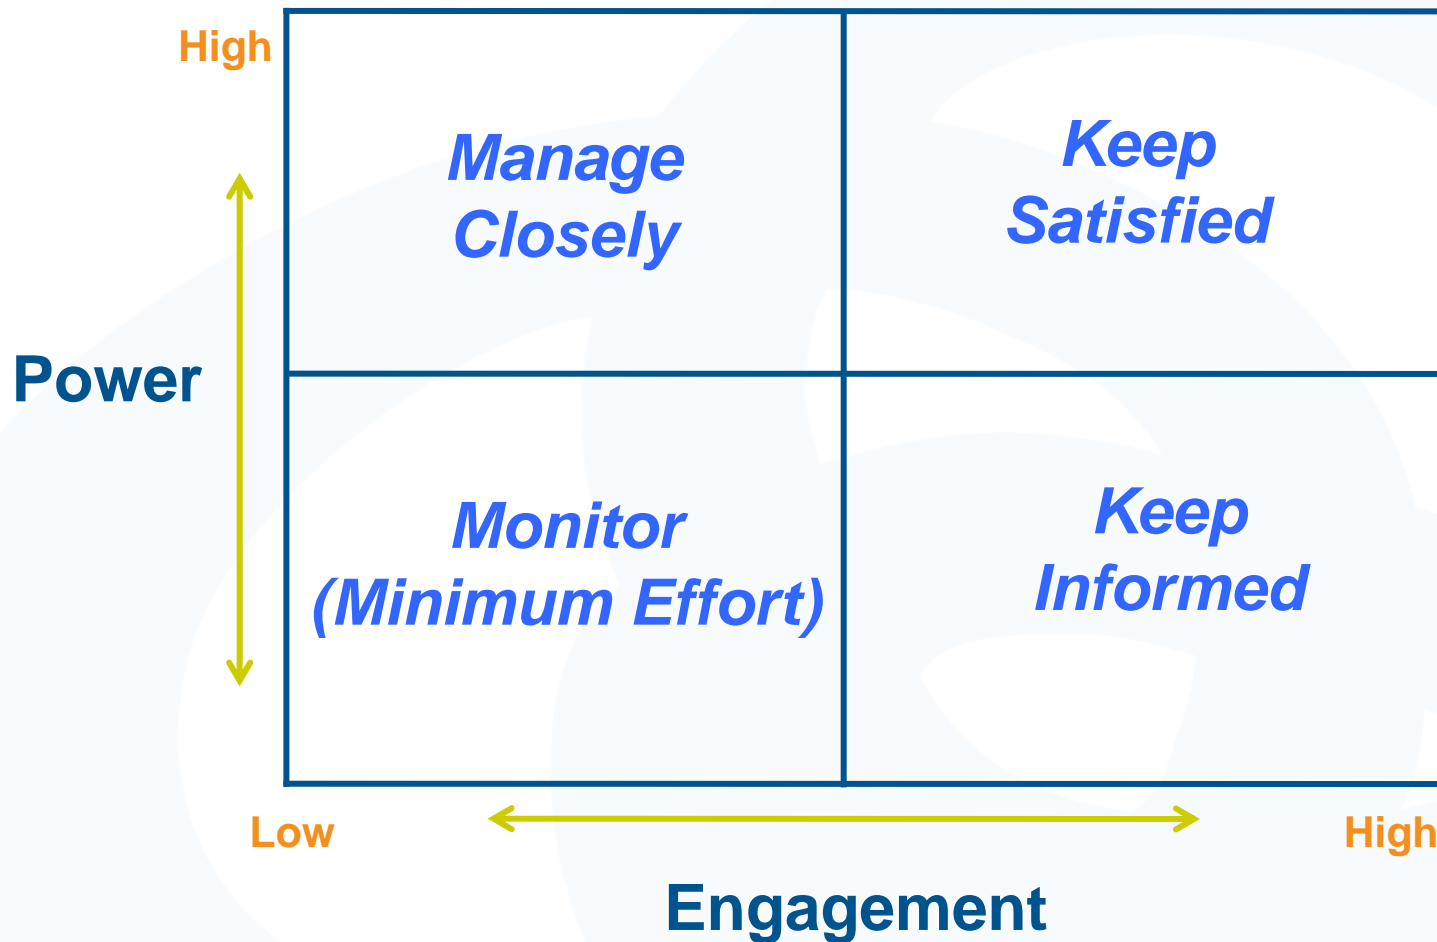 High
Manage
Closely
Keep
Satisfied
Power
Monitor
(Minimum Effort)
Keep
Informed
Low
High
Engagement